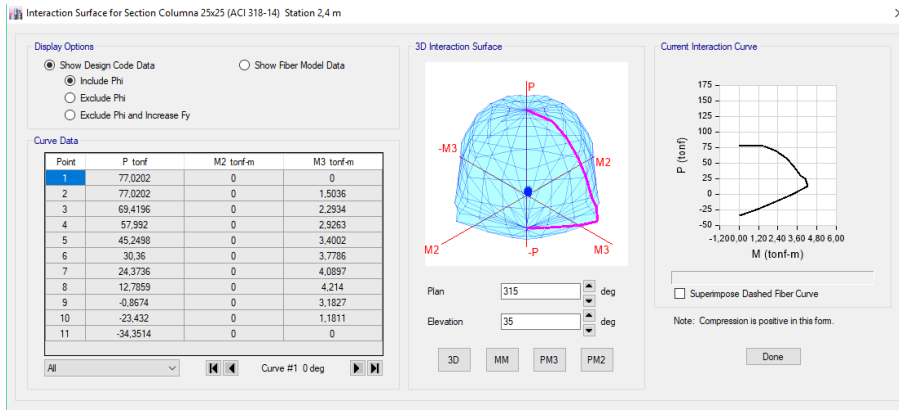 Interaction Surface for Section Columna 25x25 (ACI 318-14) Station 2,4 m
Display Options
Show Design Code Data
Show Fiber Model Data
Include Phi
Exclude Phi
Exclude Phi and Increase Fy
Curve Data
Point P tonf M2 tonf-m M3 tonf-m
1 77,0202 0 0
2 77,0202 0 1,5036
3 69,4196 0 2,2934
4 57,992 0 2,9263
5 45,2498 0 3,4002
6 30,36 0 3,7786
7 24,3736 0 4,0897
8 12,7859 0 4,214
9 -0,8674 0 3,1827
10 -23,432 0 1,1811
11 -34,3514 0 0
All
Curve #1 0 deg
3D Interaction Surface
P
-M3
M2
M2
-P
M3
Plan 315 deg
Elevation 35 deg
3D MM PM3 PM2
Current Interaction Curve
175
150
125
100
75
50
25
0
-25
-50
P (tonf)
-1,20 0,00 1,20 2,40 3,60 4,80 6,00
M (tonf-m)
Superimpose Dashed Fiber Curve
Note: Compression is positive in this form.
Done